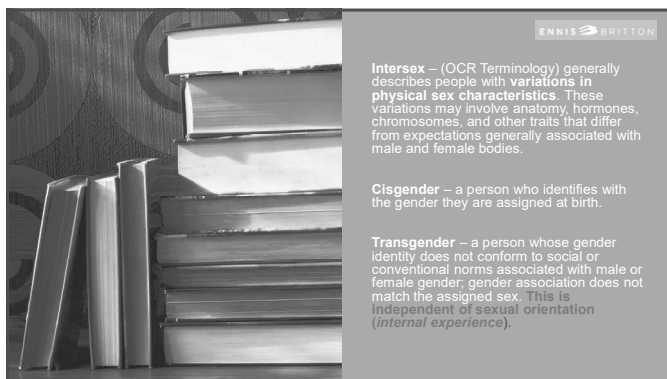 ENNIS BRITTON
Intersex – (OCR Terminology) generally
describes people with variations in
physical sex characteristics. These
variations may involve anatomy, hormones,
chromosomes, and other traits that differ
from expectations generally associated with
male and female bodies.
Cisgender – a person who identifies with
the gender they are assigned at birth.
Transgender – a person whose gender
identity does not conform to social or
conventional norms associated with male or
female gender; gender association does not
match the assigned sex. This is
independent of sexual orientation
(internal experience).